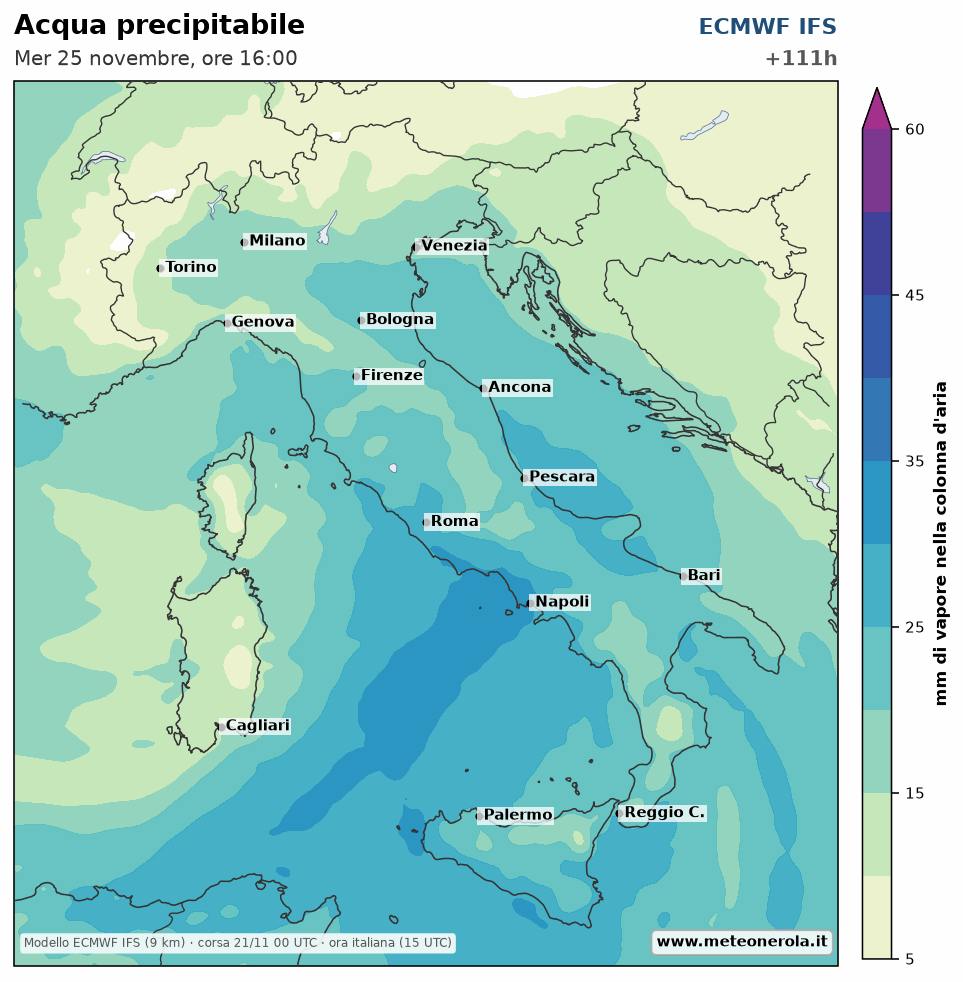 Acqua precipitabile
ECMWF IFS
Mer 25 novembre, ore 16:00
+111h
60
45
35
25
15
5
mm di vapore nella colonna d'aria
Milano
Venezia
Torino
Genova
Bologna
Firenze
Ancona
Pescara
Roma
Bari
Napoli
Cagliari
Palermo
Reggio C.
Modello ECMWF IFS (9 km) · corsa 21/11 00 UTC · ora italiana (15 UTC)
www.meteonerola.it